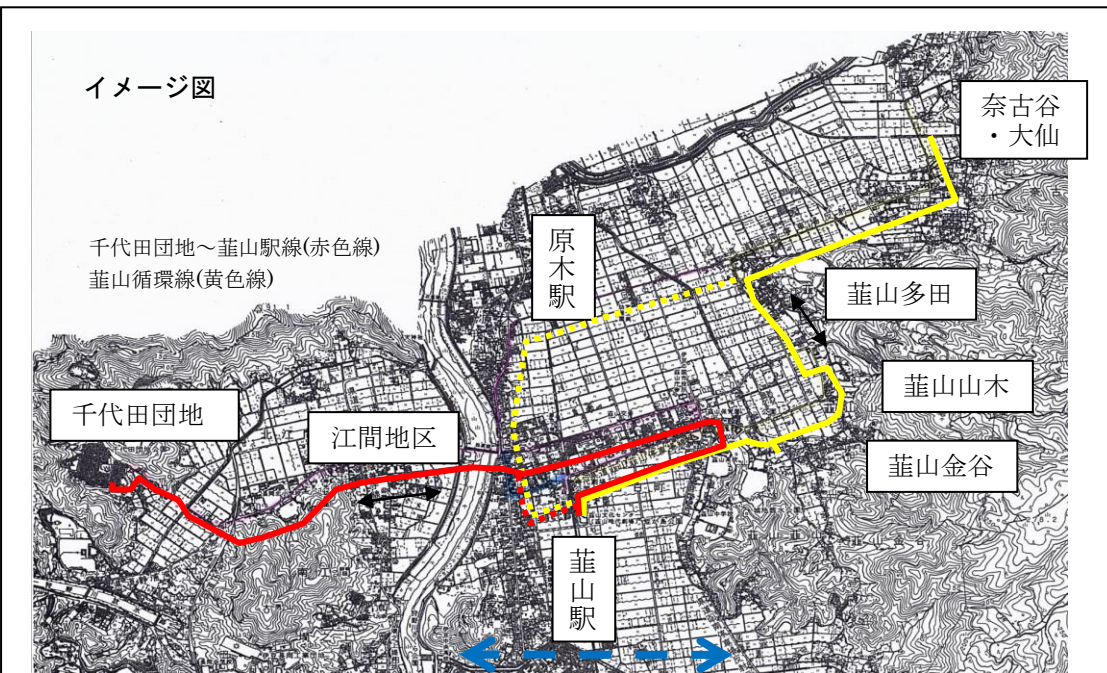 イメージ図
奈古谷
・大仙
原木駅
千代田団地～韮山駅線(赤色線)
韮山循環線(黄色線)
韮山多田
韮山山木
千代田団地
江間地区
韮山金谷
韮山駅